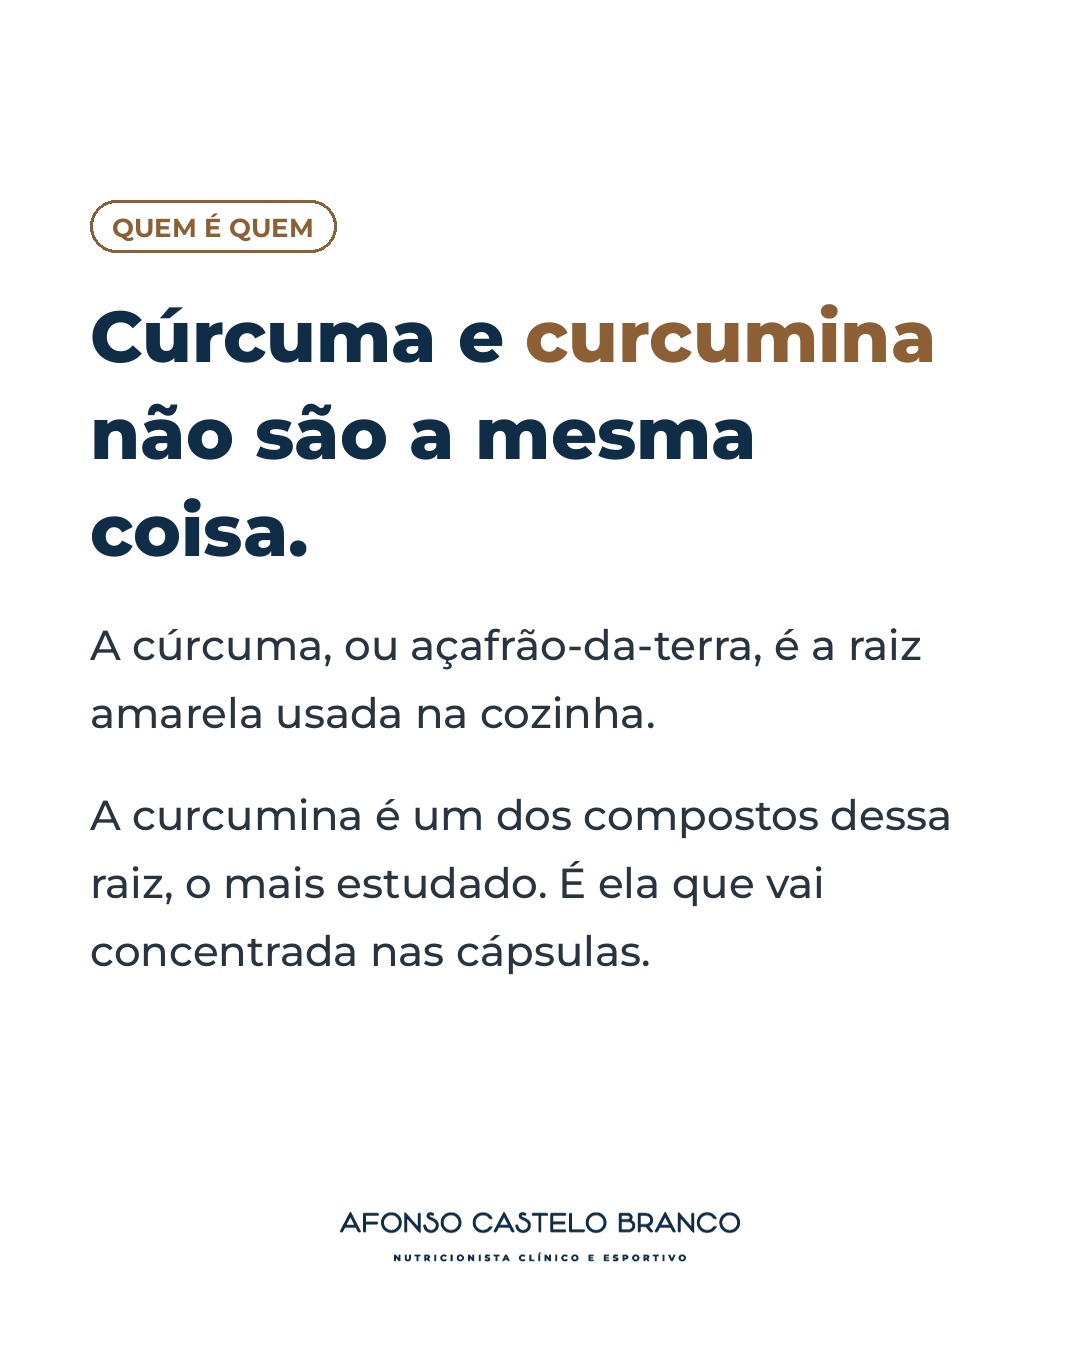 QUEM É QUEM
Cúrcuma e curcumina
não são a mesma
coisa.
A cúrcuma, ou açafrão-da-terra, é a raiz
amarela usada na cozinha.
A curcumina é um dos compostos dessa
raiz, o mais estudado. É ela que vai
concentrada nas cápsulas.
AFONSO CASTELO BRANCO
NUTRICIONISTA CLÍNICO E ESPORTIVO